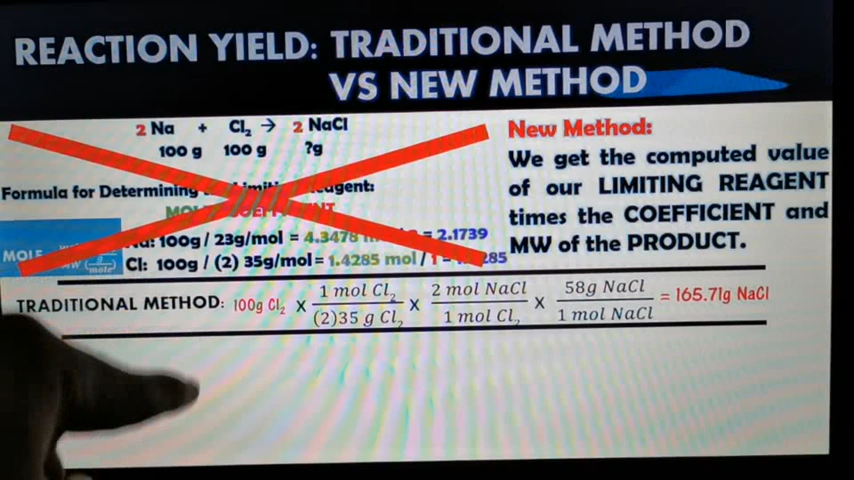 REACTION YIELD: TRADITIONAL METHOD
VS NEW METHOD
2 Na + Cl₂ → 2 NaCl
100 g 100 g ?g
Formula for Determining
MOLE
Na: 100g / 23g/mol = 4.3478 = 2.1739
Cl: 100g / (2) 35g/mol= 1.4285 mol / 1 =
New Method:
We get the computed value
of our LIMITING REAGENT
times the COEFFICIENT and
MW of the PRODUCT.
TRADITIONAL METHOD: 100g Cl₂ X 1 mol Cl₂ / (2)35 g Cl₂ X 2 mol NaCl / 1 mol Cl₂ X 58g NaCl / 1 mol NaCl = 165.71g NaCl